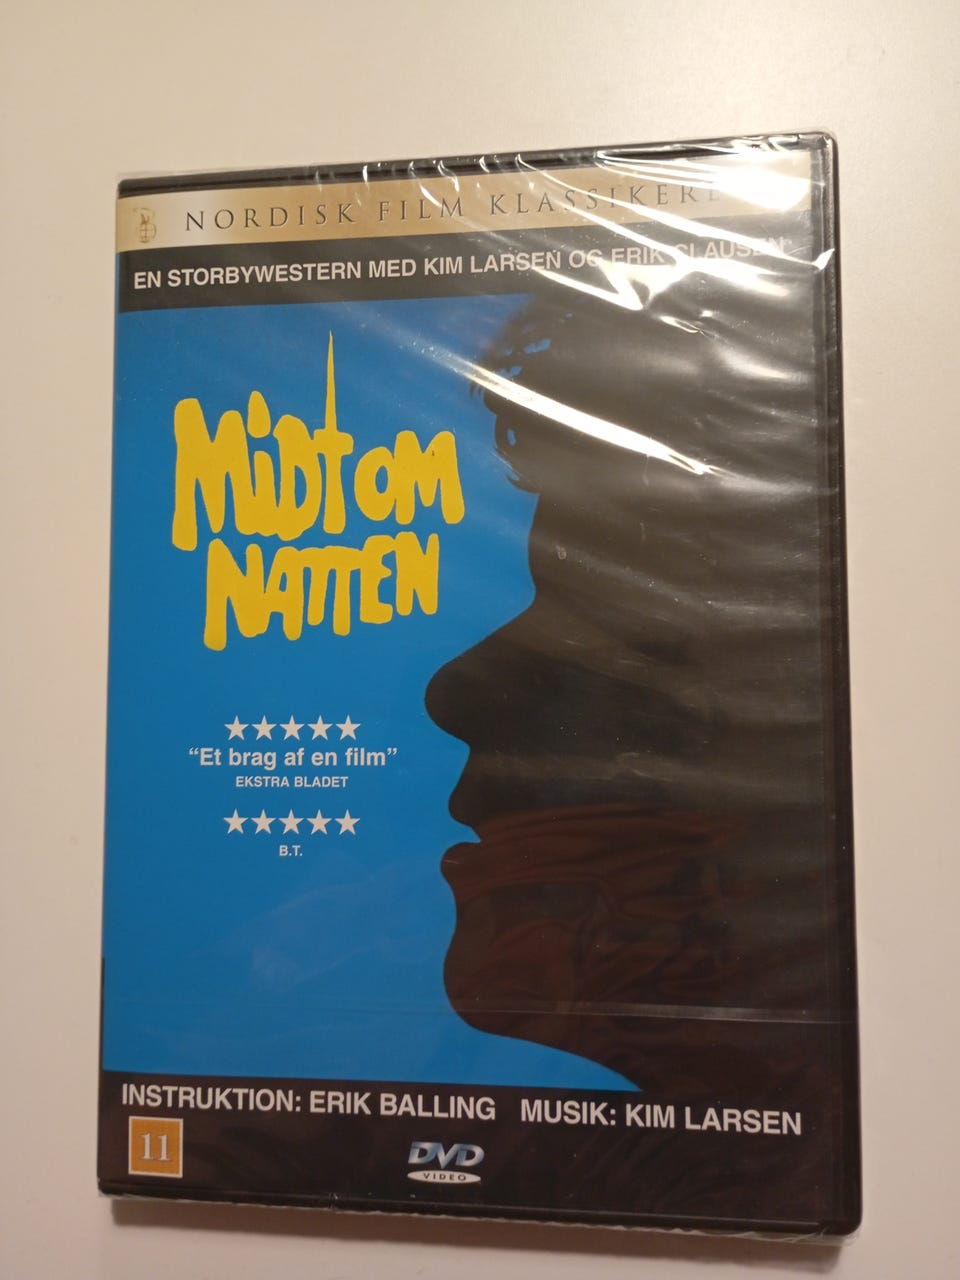 NORDISK FILM KLASSIKERE
EN STORBYWESTERN MED KIM LARSEN OG ERIK CLAUSEN
MiDT OM
NATTEN
★★★★★
“Et brag af en film”
EKSTRA BLADET
★★★★★
B.T.
INSTRUKTION: ERIK BALLING MUSIK: KIM LARSEN
11
DVD
VIDEO